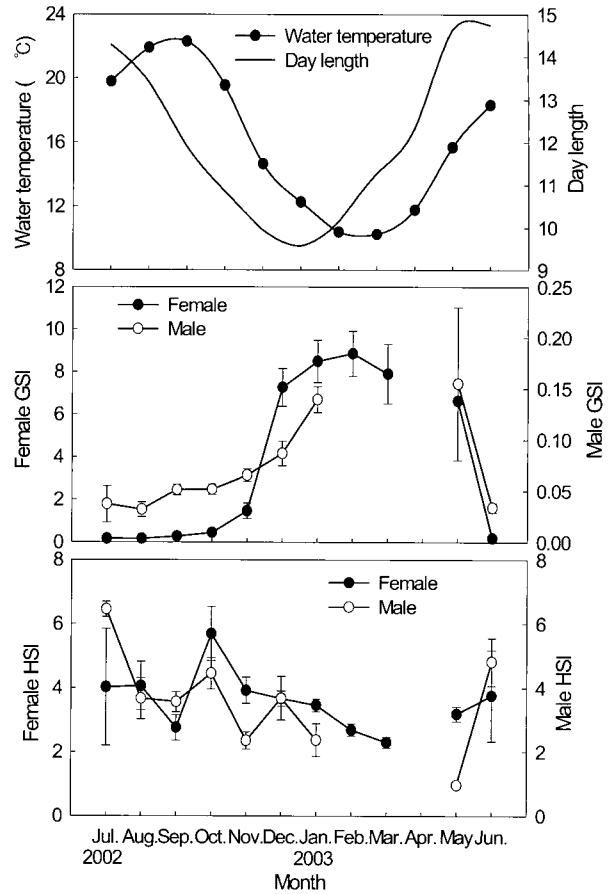 24
20
16
12
8
Water temperature ( ℃)
15
14
13
12
11
10
9
Day length
Water temperature
Day length
12
10
8
6
4
2
0
Female GSI
0.25
0.20
0.15
0.10
0.05
0.00
Male GSI
Female
Male
8
6
4
2
0
Female HSI
8
6
4
2
0
Male HSI
Female
Male
Jul. Aug. Sep. Oct. Nov. Dec. Jan. Feb. Mar. Apr. May Jun.
2002 2003
Month